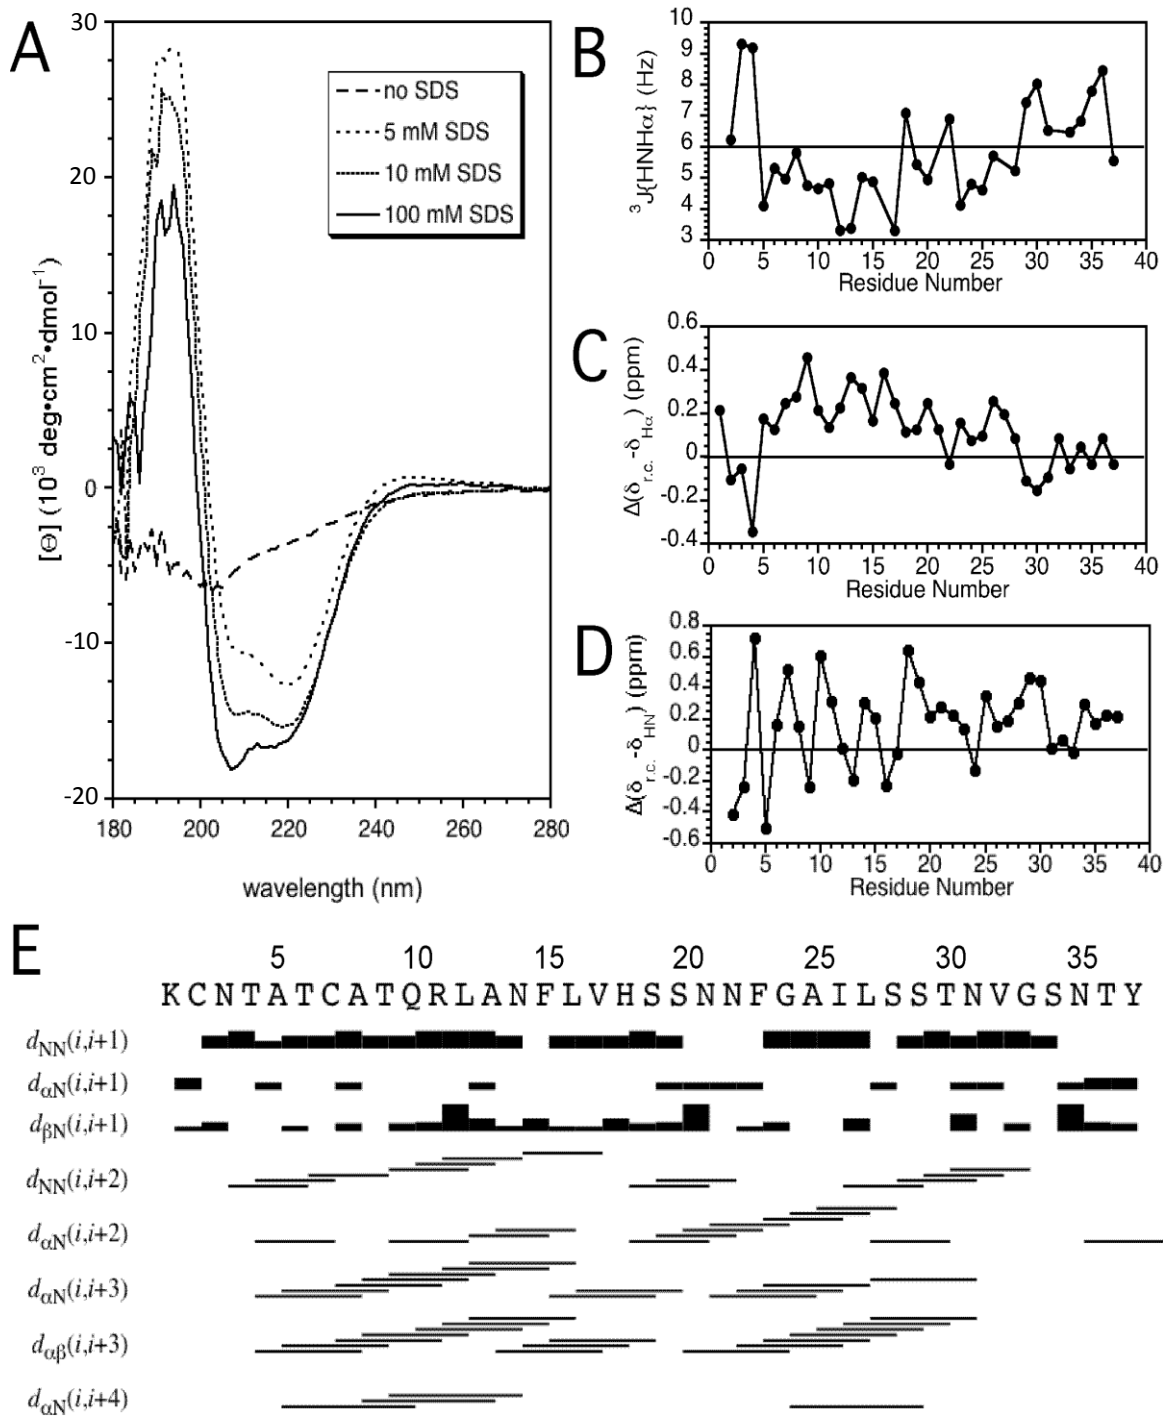 A
30
20
10
0
-10
-20
[Θ] (10³ deg•cm²•dmol⁻¹)
no SDS
5 mM SDS
10 mM SDS
100 mM SDS
180 200 220 240 260 280
wavelength (nm)
B
10
9
8
7
6
5
4
3
³J{HNHα} (Hz)
0 5 10 15 20 25 30 35 40
Residue Number
C
0.6
0.4
0.2
0
-0.2
-0.4
Δ(δr.c.-δHα) (ppm)
0 5 10 15 20 25 30 35 40
Residue Number
D
0.8
0.6
0.4
0.2
0
-0.2
-0.4
-0.6
Δ(δr.c.-δHN) (ppm)
0 5 10 15 20 25 30 35 40
Residue Number
E
5 10 15 20 25 30 35
KCNTATCATQRLANFLVHSSNNFGAILSSTNVGSNTY
dNN(i,i+1)
dαN(i,i+1)
dβN(i,i+1)
dNN(i,i+2)
dαN(i,i+2)
dαN(i,i+3)
dαβ(i,i+3)
dαN(i,i+4)